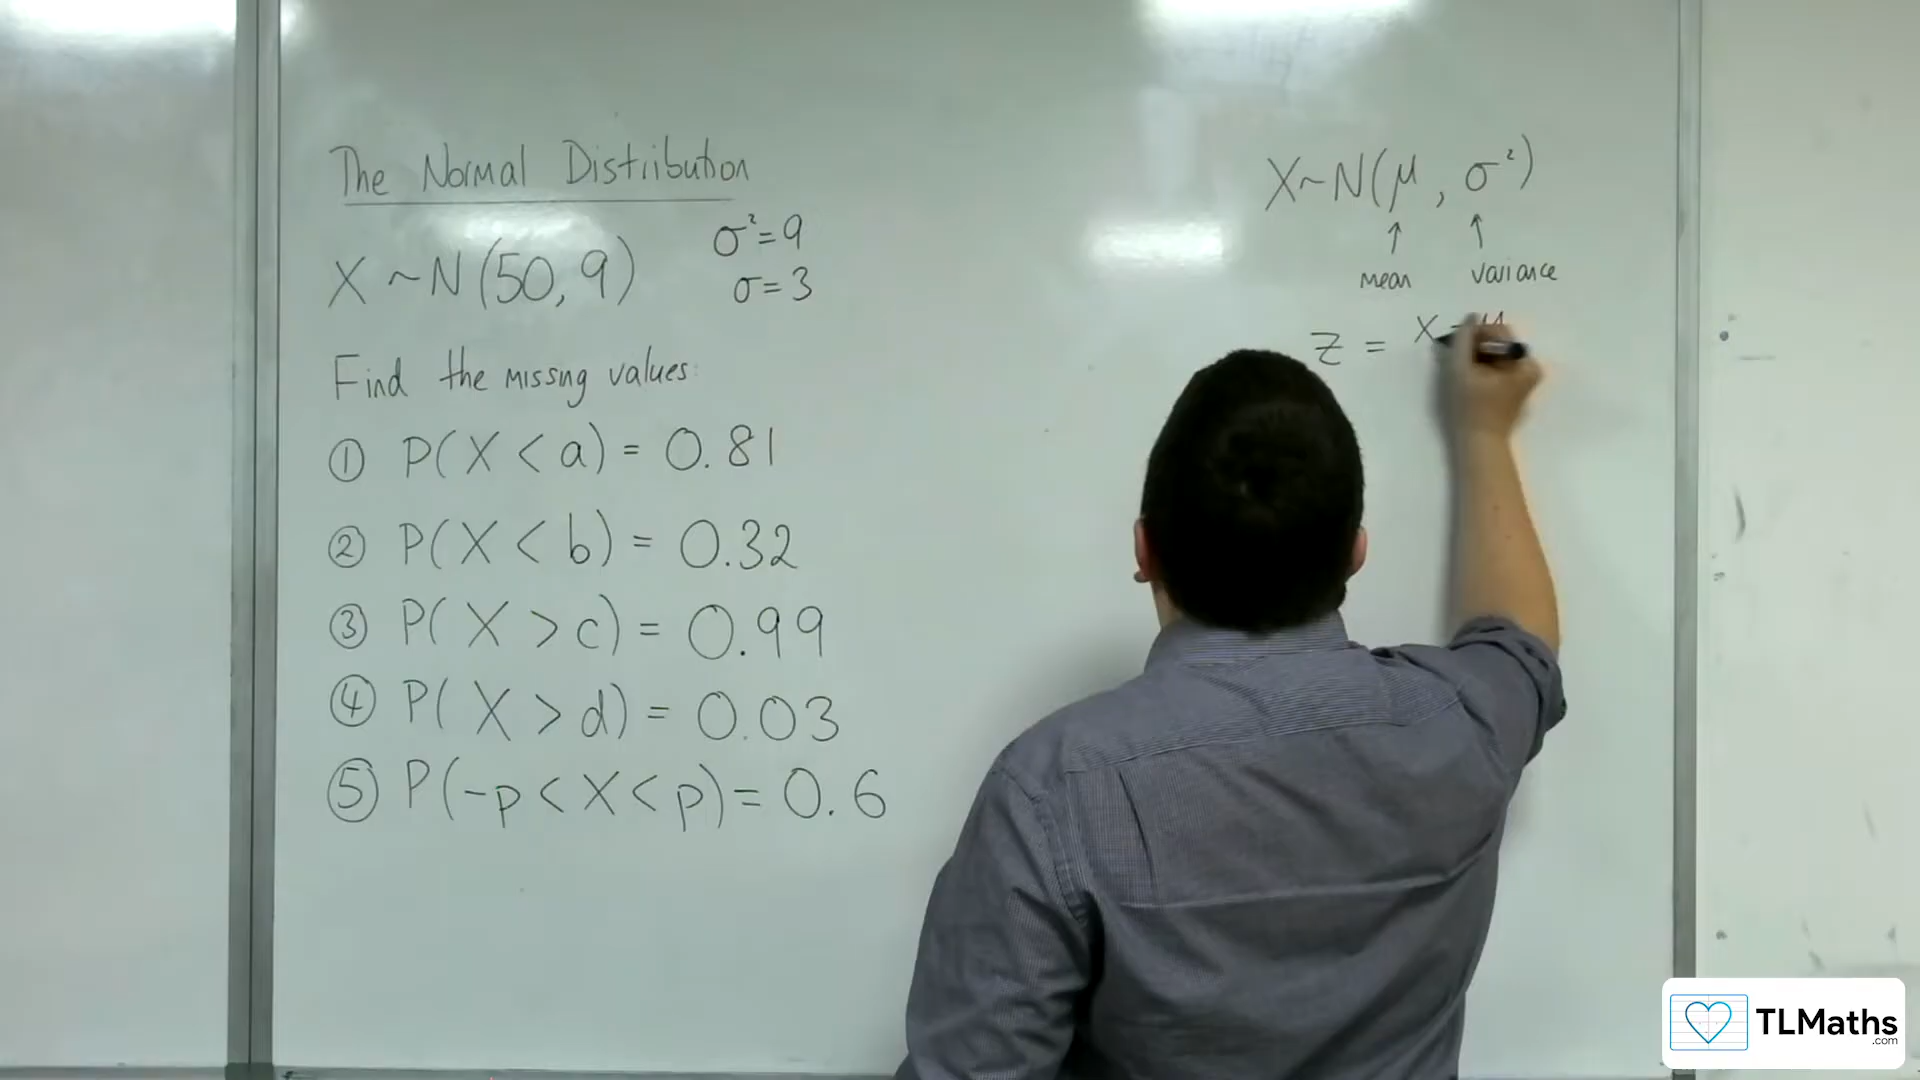 The Normal Distribution
X ~ N(50, 9)
σ² = 9
σ = 3
Find the missing values:
① P(X < a) = 0.81
② P(X < b) = 0.32
③ P(X > c) = 0.99
④ P(X > d) = 0.03
⑤ P(-p < X < p) = 0.6
X ~ N(μ, σ²)
↑ ↑
mean variance
Z = X - μ
TLMaths
.com